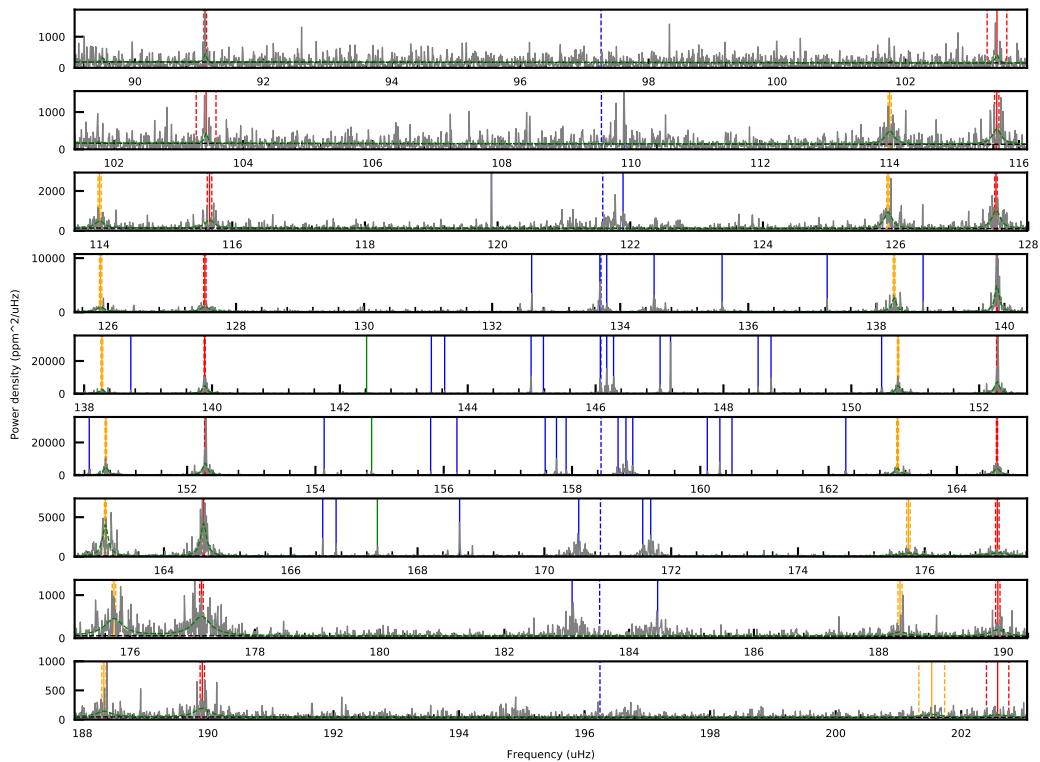 1000
0
90 92 94 96 98 100 102
1000
0
102 104 106 108 110 112 114 116
2000
0
114 116 118 120 122 124 126 128
10000
0
126 128 130 132 134 136 138 140
20000
0
138 140 142 144 146 148 150 152
20000
0
152 154 156 158 160 162 164
5000
0
164 166 168 170 172 174 176
1000
0
176 178 180 182 184 186 188 190
1000
500
0
188 190 192 194 196 198 200 202
Power density (ppm^2/uHz)
Frequency (uHz)